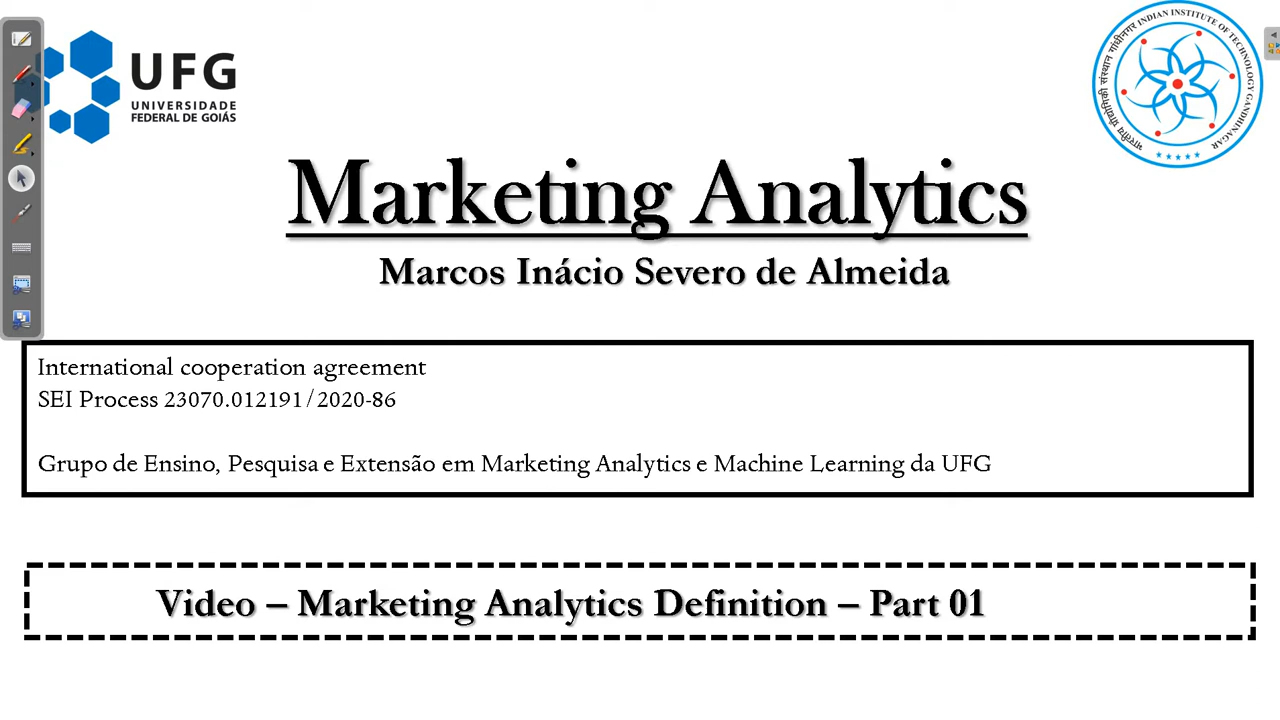 UFG
UNIVERSIDADE
FEDERAL DE GOIÁS
भारतीय प्रौद्योगिकी संस्थान गांधीनगर INDIAN INSTITUTE OF TECHNOLOGY GANDHINAGAR
Marketing Analytics
Marcos Inácio Severo de Almeida
International cooperation agreement
SEI Process 23070.012191/2020-86
Grupo de Ensino, Pesquisa e Extensão em Marketing Analytics e Machine Learning da UFG
Video – Marketing Analytics Definition – Part 01